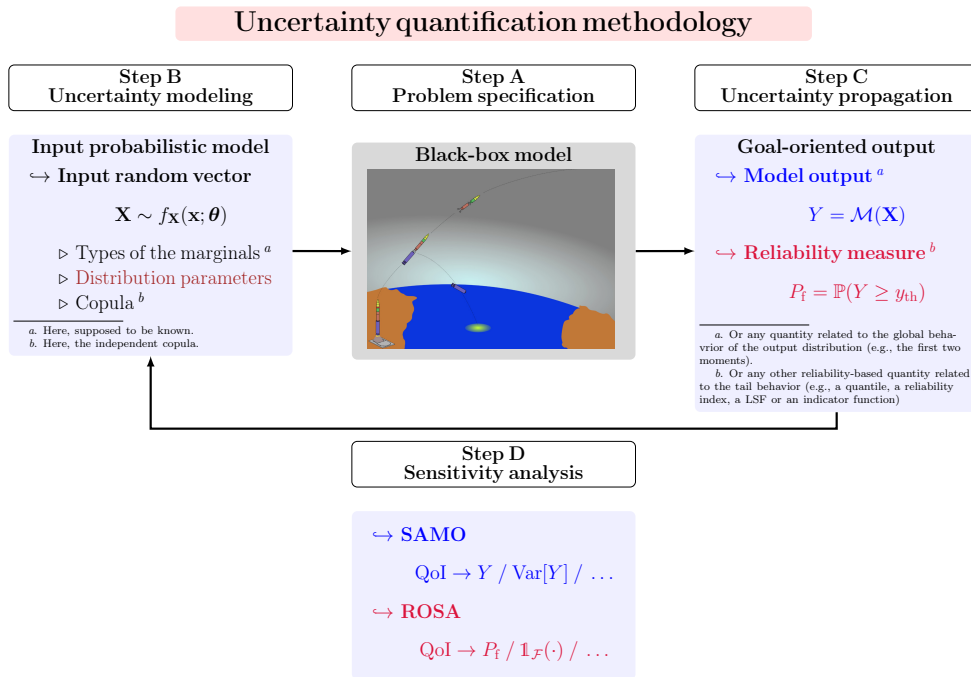 Uncertainty quantification methodology
Step B
Uncertainty modeling
Input probabilistic model
↪ Input random vector
X ∼ f_X(x; θ)
▷ Types of the marginals ᵃ
▷ Distribution parameters
▷ Copula ᵇ
a. Here, supposed to be known.
b. Here, the independent copula.
Step A
Problem specification
Black-box model
Step C
Uncertainty propagation
Goal-oriented output
↪ Model output ᵃ
Y = ℳ(X)
↪ Reliability measure ᵇ
P_f = ℙ(Y ≥ y_th)
a. Or any quantity related to the global beha-
vior of the output distribution (e.g., the first two
moments).
b. Or any other reliability-based quantity related
to the tail behavior (e.g., a quantile, a reliability
index, a LSF or an indicator function)
Step D
Sensitivity analysis
↪ SAMO
QoI → Y / Var[Y] / …
↪ ROSA
QoI → P_f / 𝟙_ℱ(·) / …